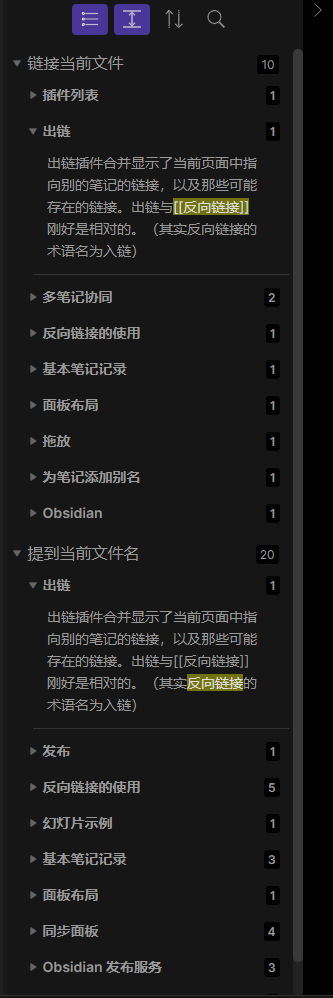 链接当前文件 10
插件列表 1
出链 1
出链插件合并显示了当前页面中指
向别的笔记的链接，以及那些可能
存在的链接。出链与[[反向链接]]
刚好是相对的。（其实反向链接的
术语名为入链）
多笔记协同 2
反向链接的使用 1
基本笔记记录 1
面板布局 1
拖放 1
为笔记添加别名 1
Obsidian 1
提到当前文件名 20
出链 1
出链插件合并显示了当前页面中指
向别的笔记的链接，以及那些可能
存在的链接。出链与[[反向链接]]
刚好是相对的。（其实反向链接的
术语名为入链）
发布 1
反向链接的使用 5
幻灯片示例 1
基本笔记记录 3
面板布局 1
同步面板 4
Obsidian 发布服务 3